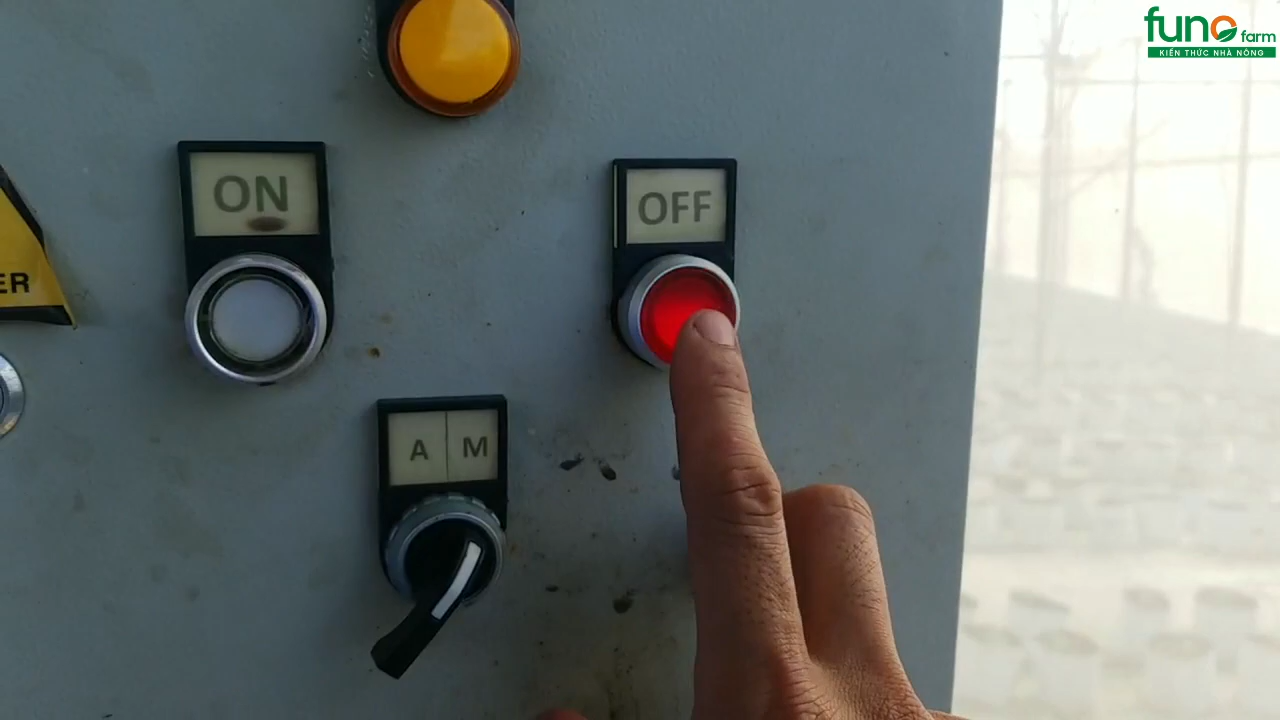 funo farm
KIẾN THỨC NHÀ NÔNG
ON
OFF
ER
A M